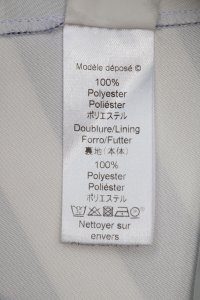 Modèle déposé ©
100%
Polyester
Poliéster
ポリエステル
Doublure/Lining
Forro/Futter
裏地(本体)
100%
Polyester
Poliéster
ポリエステル
Nettoyer sur
envers